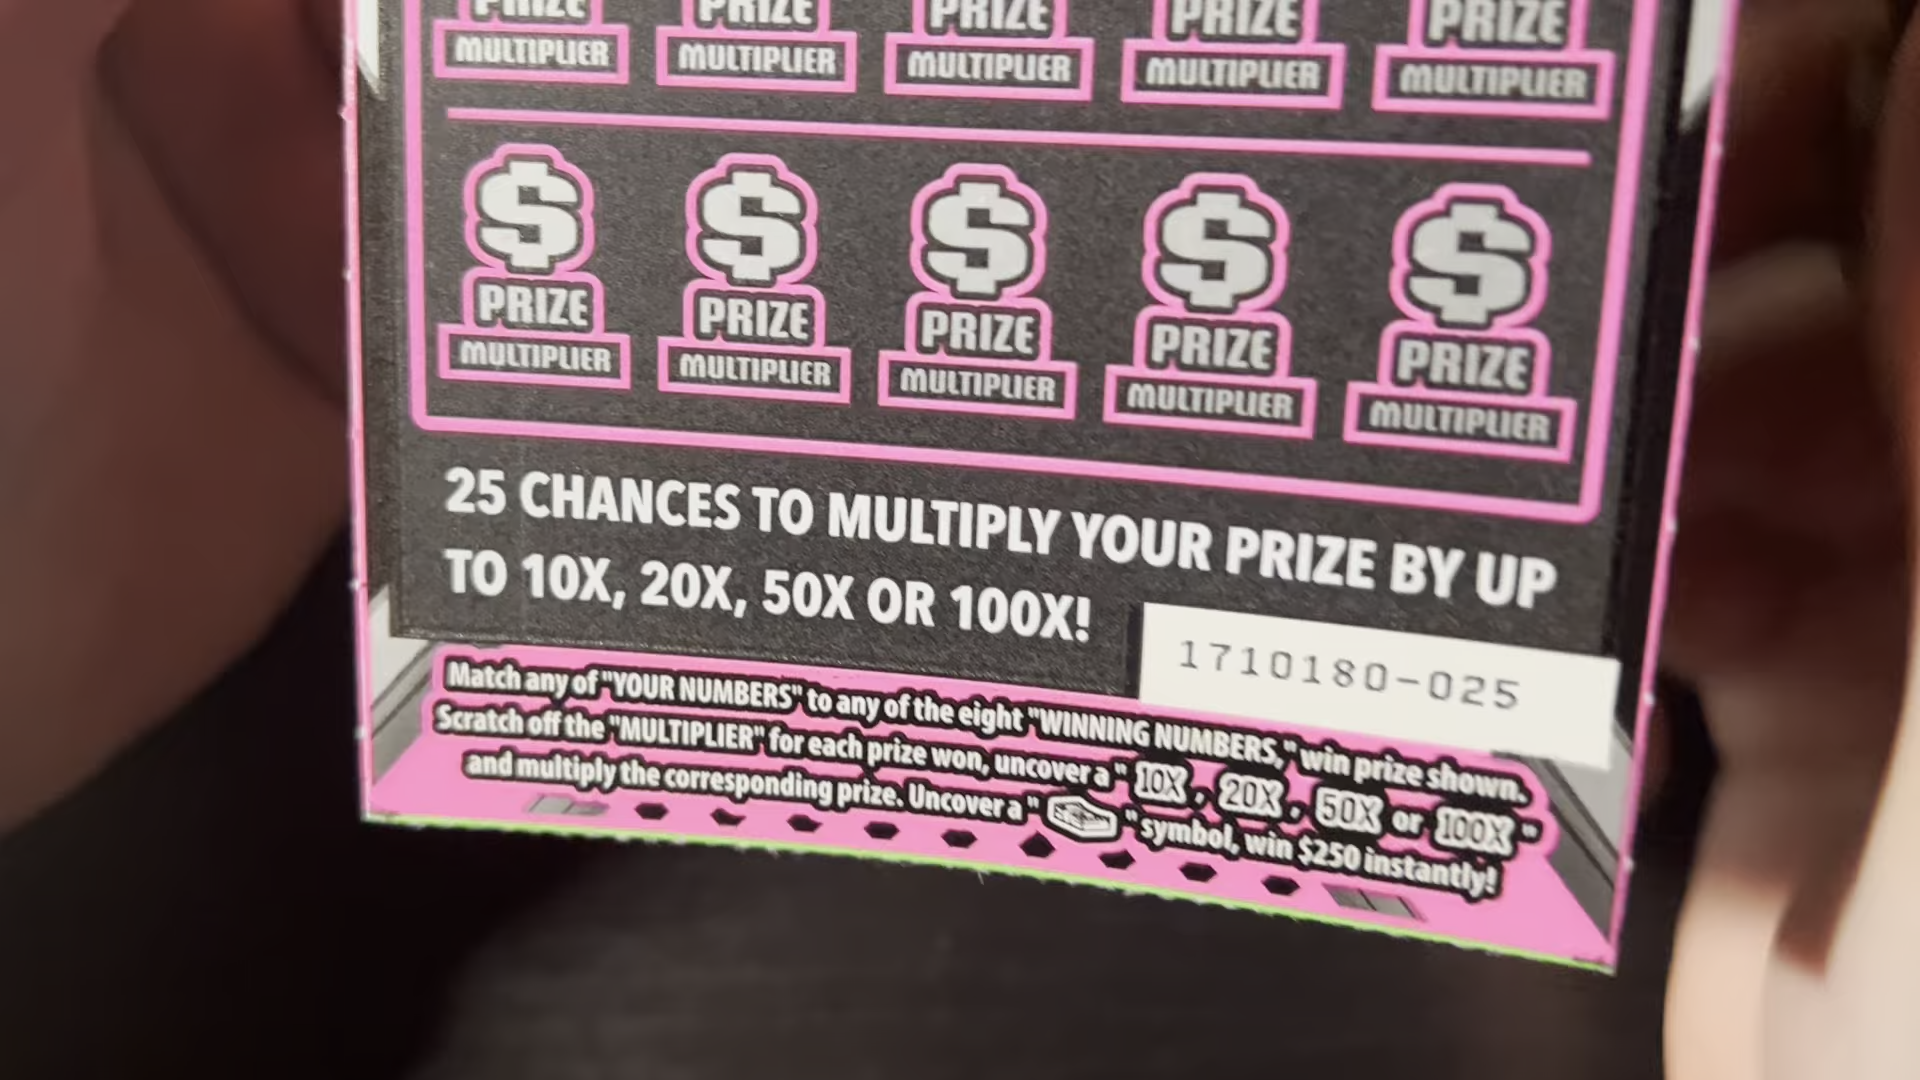 PRIZE PRIZE PRIZE PRIZE PRIZE
MULTIPLIER MULTIPLIER MULTIPLIER MULTIPLIER MULTIPLIER
$ $ $ $ $
PRIZE PRIZE PRIZE PRIZE PRIZE
MULTIPLIER MULTIPLIER MULTIPLIER MULTIPLIER MULTIPLIER
25 CHANCES TO MULTIPLY YOUR PRIZE BY UP
TO 10X, 20X, 50X OR 100X!
1710180-025
Match any of "YOUR NUMBERS" to any of the eight "WINNING NUMBERS," win prize shown.
Scratch off the "MULTIPLIER" for each prize won, uncover a " 10X , 20X , 50X or 100X "
and multiply the corresponding prize. Uncover a " " symbol, win $250 instantly!